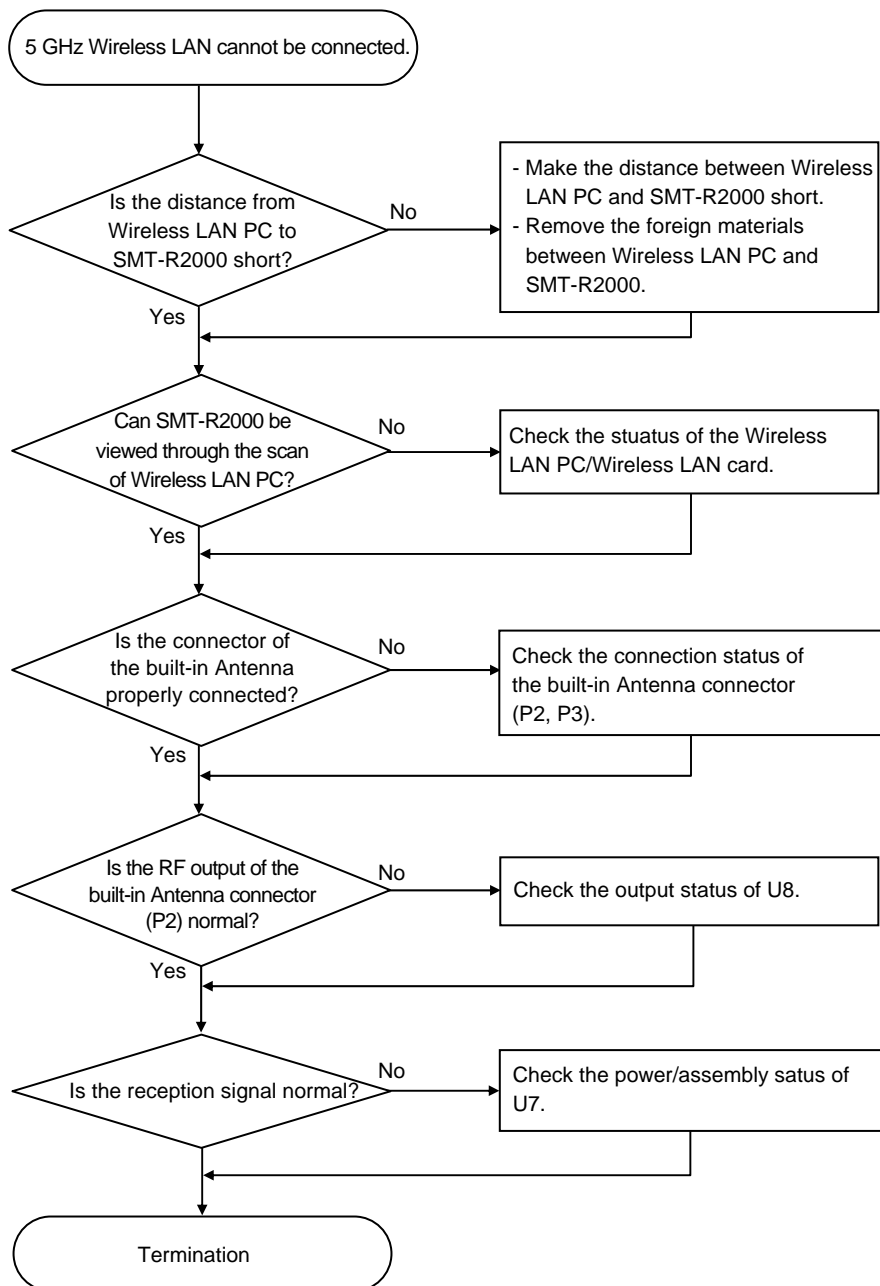 5 GHz Wireless LAN cannot be connected.
Is the distance from
Wireless LAN PC to
SMT-R2000 short?
No
- Make the distance between Wireless
LAN PC and SMT-R2000 short.
- Remove the foreign materials
between Wireless LAN PC and
SMT-R2000.
Yes
Can SMT-R2000 be
viewed through the scan
of Wireless LAN PC?
No
Check the stuatus of the Wireless
LAN PC/Wireless LAN card.
Yes
Is the connector of
the built-in Antenna
properly connected?
No
Check the connection status of
the built-in Antenna connector
(P2, P3).
Yes
Is the RF output of the
built-in Antenna connector
(P2) normal?
No
Check the output status of U8.
Yes
Is the reception signal normal?
No
Check the power/assembly satus of
U7.
Termination